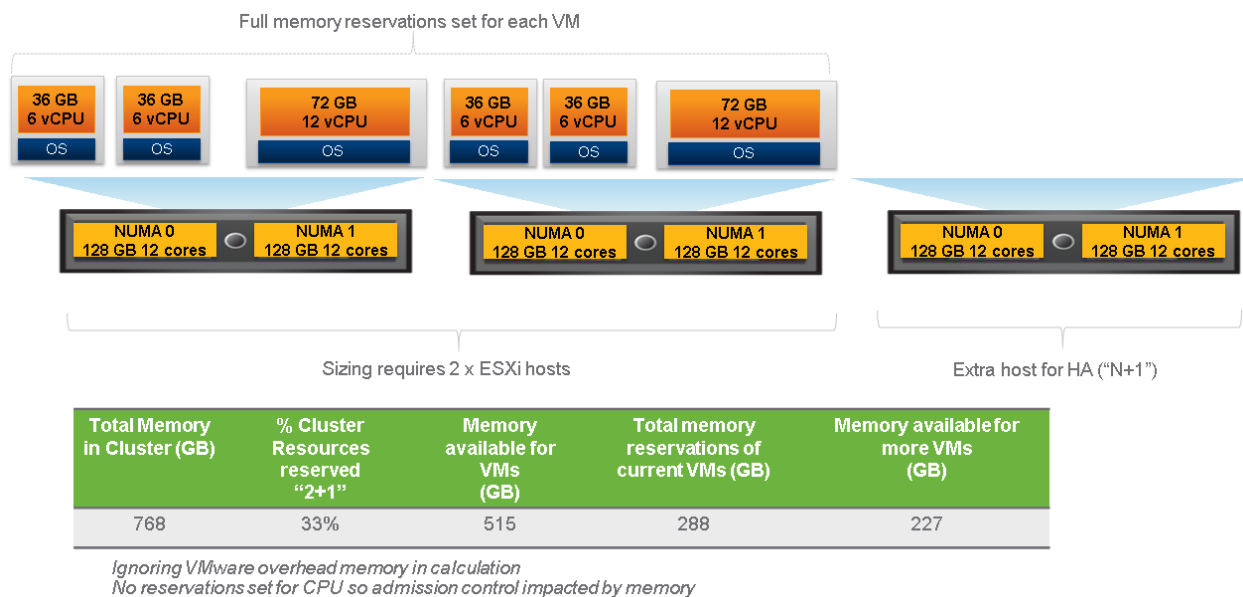 Full memory reservations set for each VM
36 GB
6 vCPU
OS
36 GB
6 vCPU
OS
72 GB
12 vCPU
OS
36 GB
6 vCPU
OS
36 GB
6 vCPU
OS
72 GB
12 vCPU
OS
NUMA 0
128 GB 12 cores
NUMA 1
128 GB 12 cores
NUMA 0
128 GB 12 cores
NUMA 1
128 GB 12 cores
NUMA 0
128 GB 12 cores
NUMA 1
128 GB 12 cores
Sizing requires 2 x ESXi hosts
Extra host for HA (“N+1”)
Total Memory
in Cluster (GB)
% Cluster
Resources
reserved
“2+1”
Memory
available for
VMs
(GB)
Total memory
reservations of
current VMs (GB)
Memory available for
more VMs
(GB)
768
33%
515
288
227
Ignoring VMware overhead memory in calculation
No reservations set for CPU so admission control impacted by memory